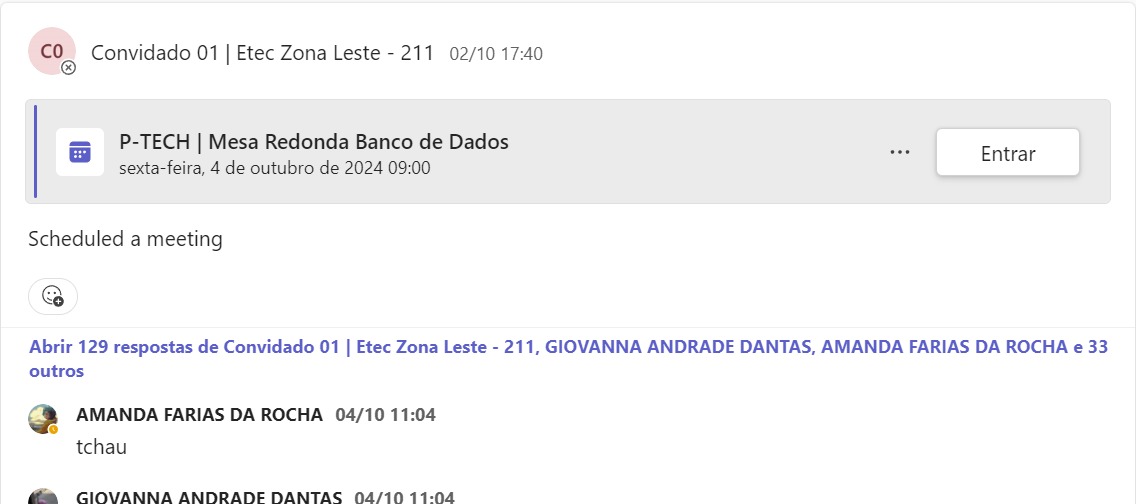 C0
Convidado 01 | Etec Zona Leste - 211 02/10 17:40
P-TECH | Mesa Redonda Banco de Dados
sexta-feira, 4 de outubro de 2024 09:00
Entrar
Scheduled a meeting
Abrir 129 respostas de Convidado 01 | Etec Zona Leste - 211, GIOVANNA ANDRADE DANTAS, AMANDA FARIAS DA ROCHA e 33
outros
AMANDA FARIAS DA ROCHA 04/10 11:04
tchau
GIOVANNA ANDRADE DANTAS 04/10 11:04